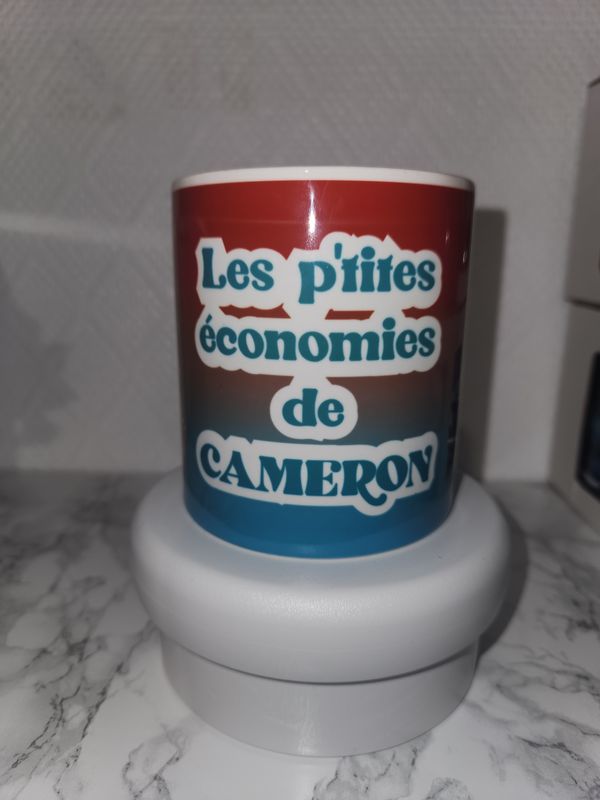 Les p'tites
économies
de
CAMERON